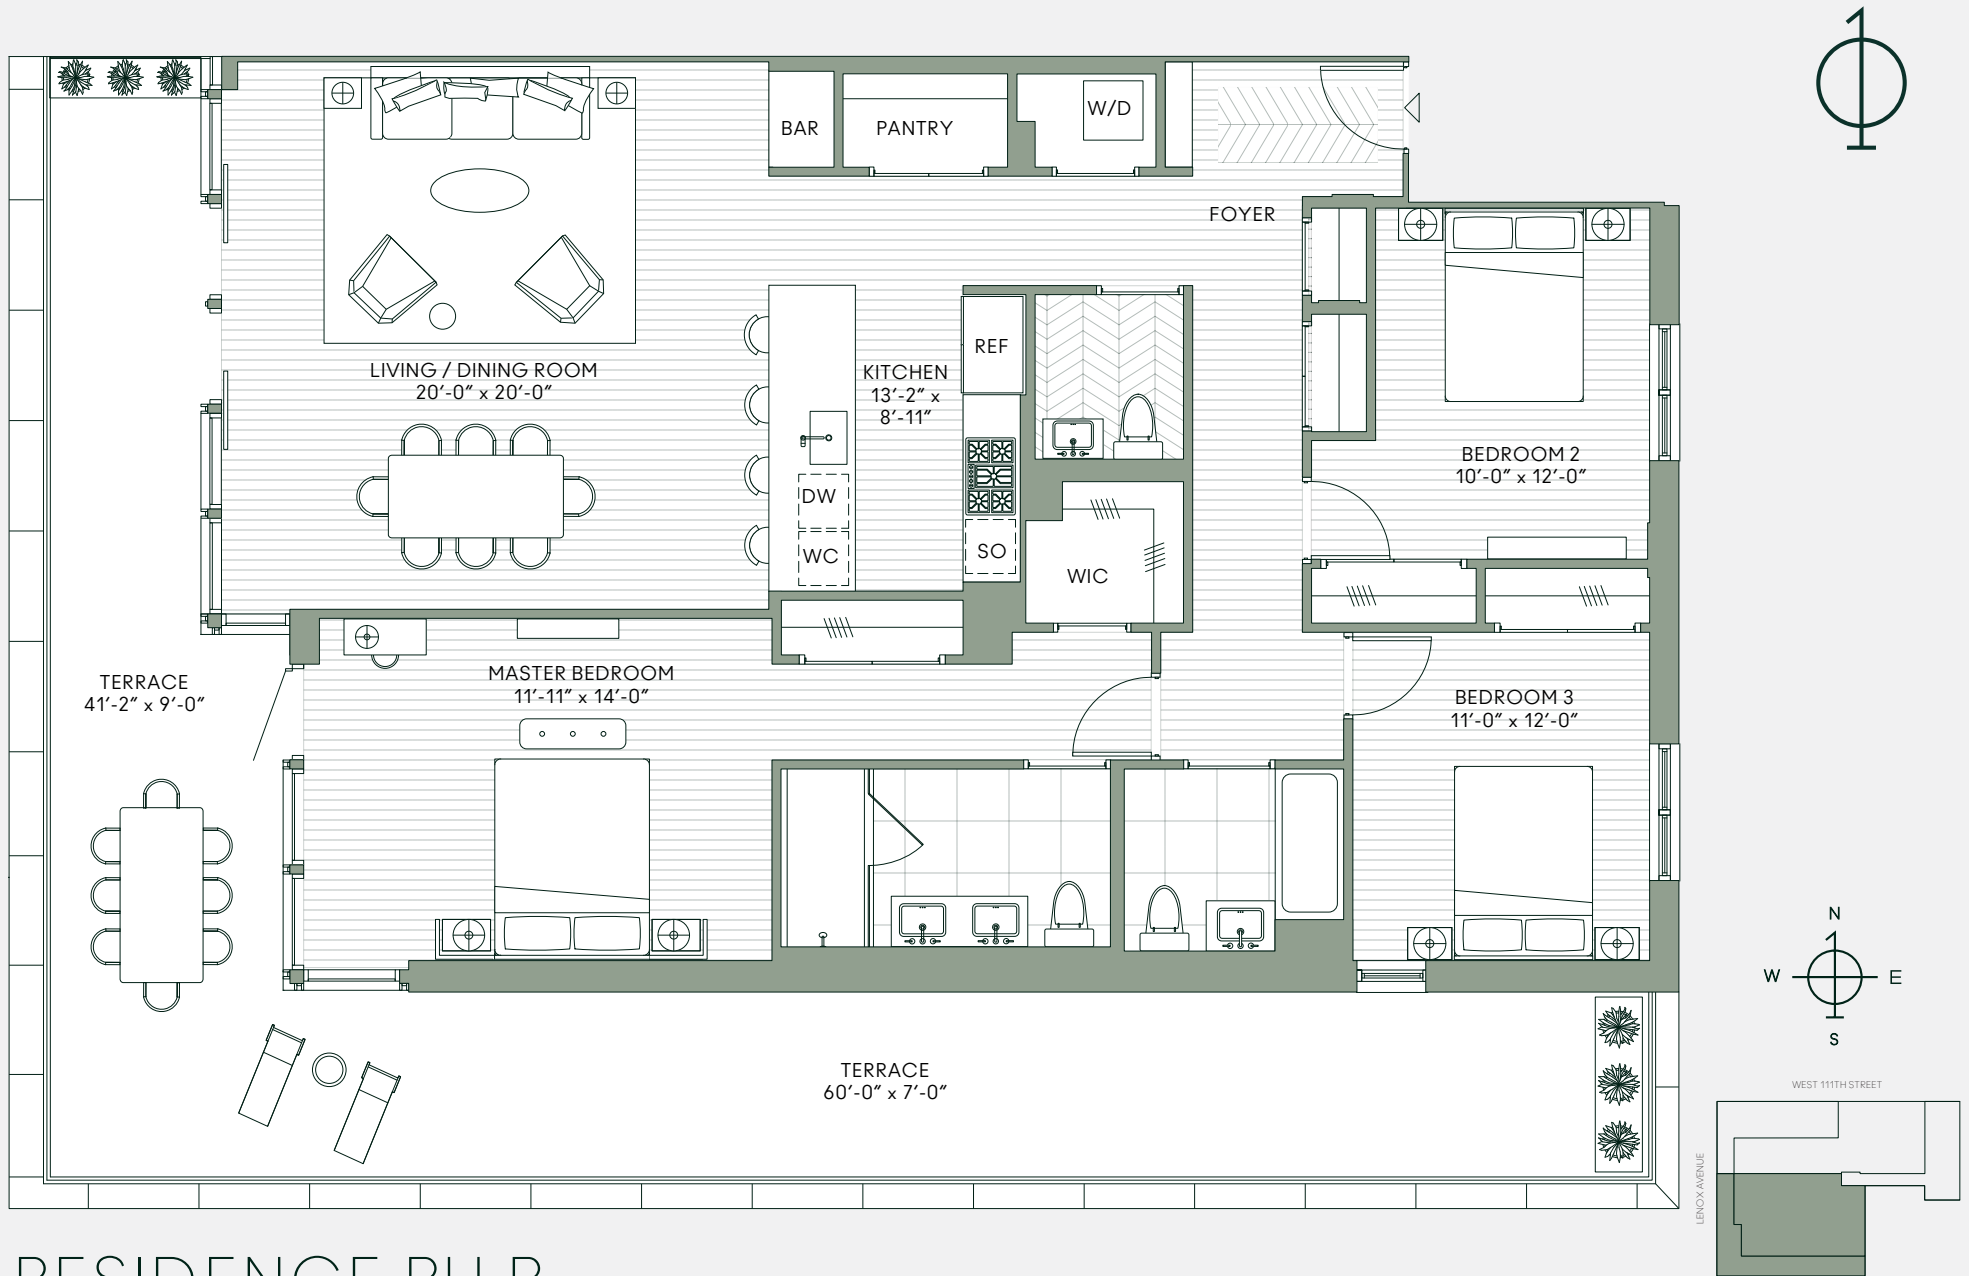 BAR
PANTRY
W/D
FOYER
REF
LIVING / DINING ROOM
20′-0″ x 20′-0″
KITCHEN
13′-2″ x
8′-11″
DW
WC
SO
WIC
BEDROOM 2
10′-0″ x 12′-0″
MASTER BEDROOM
11′-11″ x 14′-0″
TERRACE
41′-2″ x 9′-0″
BEDROOM 3
11′-0″ x 12′-0″
TERRACE
60′-0″ x 7′-0″
N
W E
S
WEST 111TH STREET
LENOX AVENUE
RESIDENCE PH B